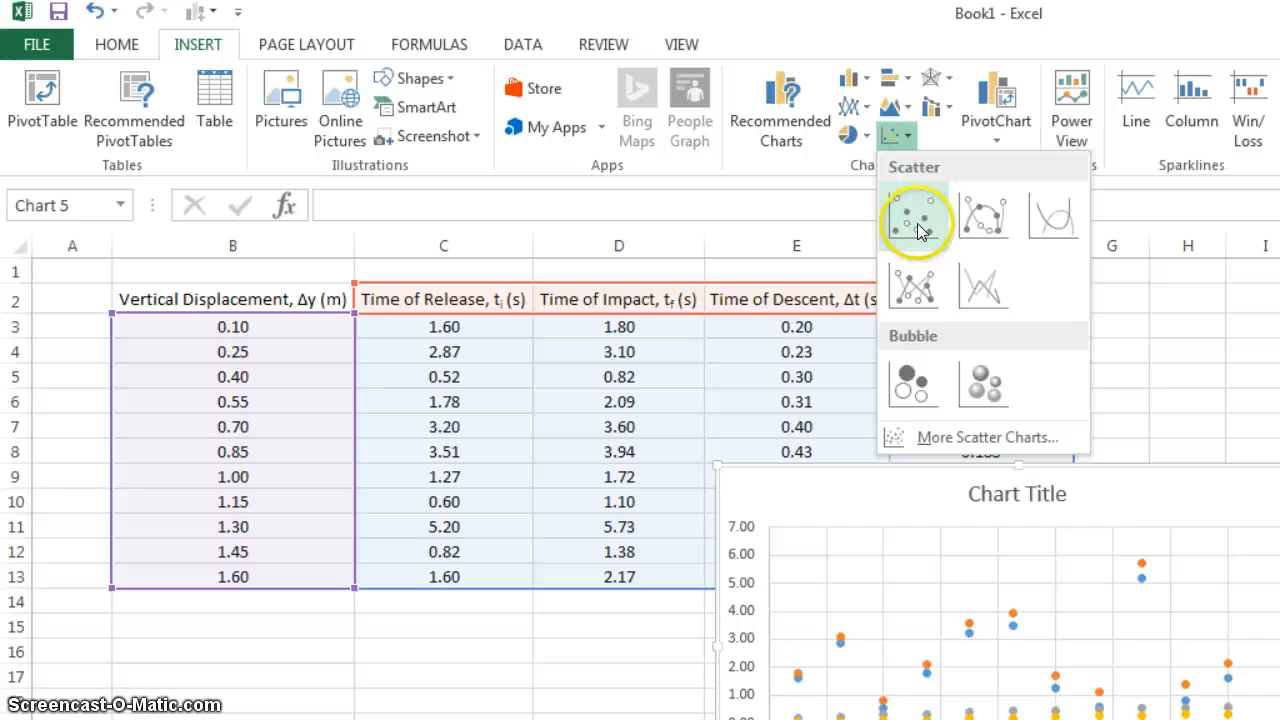 Book1 - Excel
FILE HOME INSERT PAGE LAYOUT FORMULAS DATA REVIEW VIEW
PivotTable Recommended PivotTables Table
Tables
Pictures Online Pictures Shapes SmartArt Screenshot
Illustrations
Store My Apps Bing Maps People Graph
Apps
Recommended Charts
PivotChart
Power View
Line Column Win/ Loss
Sparklines
Cha
s
Scatter
Bubble
More Scatter Charts...
Chart 5 fx
A B C D E G H I
1
2 Vertical Displacement, Δy (m) Time of Release, ti (s) Time of Impact, tf (s) Time of Descent, Δt (s
3 0.10 1.60 1.80 0.20
4 0.25 2.87 3.10 0.23
5 0.40 0.52 0.82 0.30
6 0.55 1.78 2.09 0.31
7 0.70 3.20 3.60 0.40
8 0.85 3.51 3.94 0.43
9 1.00 1.27 1.72
10 1.15 0.60 1.10
11 1.30 5.20 5.73
12 1.45 0.82 1.38
13 1.60 1.60 2.17
14
15
16
17
Chart Title
7.00
6.00
5.00
4.00
3.00
2.00
1.00
0.00
Screencast-O-Matic.com